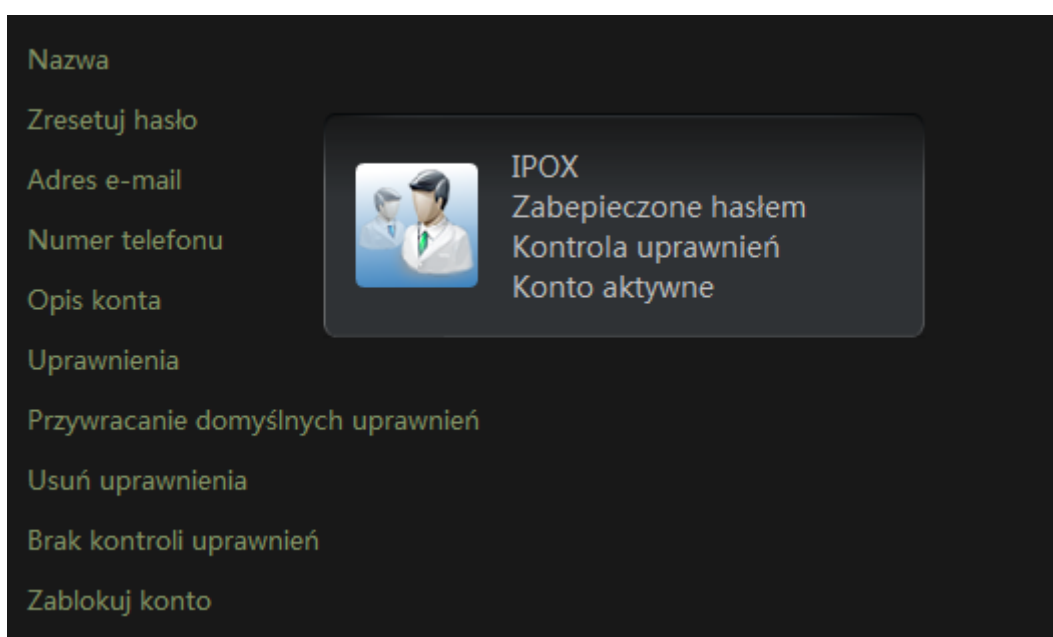 Nazwa
Zresetuj hasło
Adres e-mail
Numer telefonu
Opis konta
Uprawnienia
Przywracanie domyślnych uprawnień
Usuń uprawnienia
Brak kontroli uprawnień
Zablokuj konto
IPOX
Zabepieczone hasłem
Kontrola uprawnień
Konto aktywne